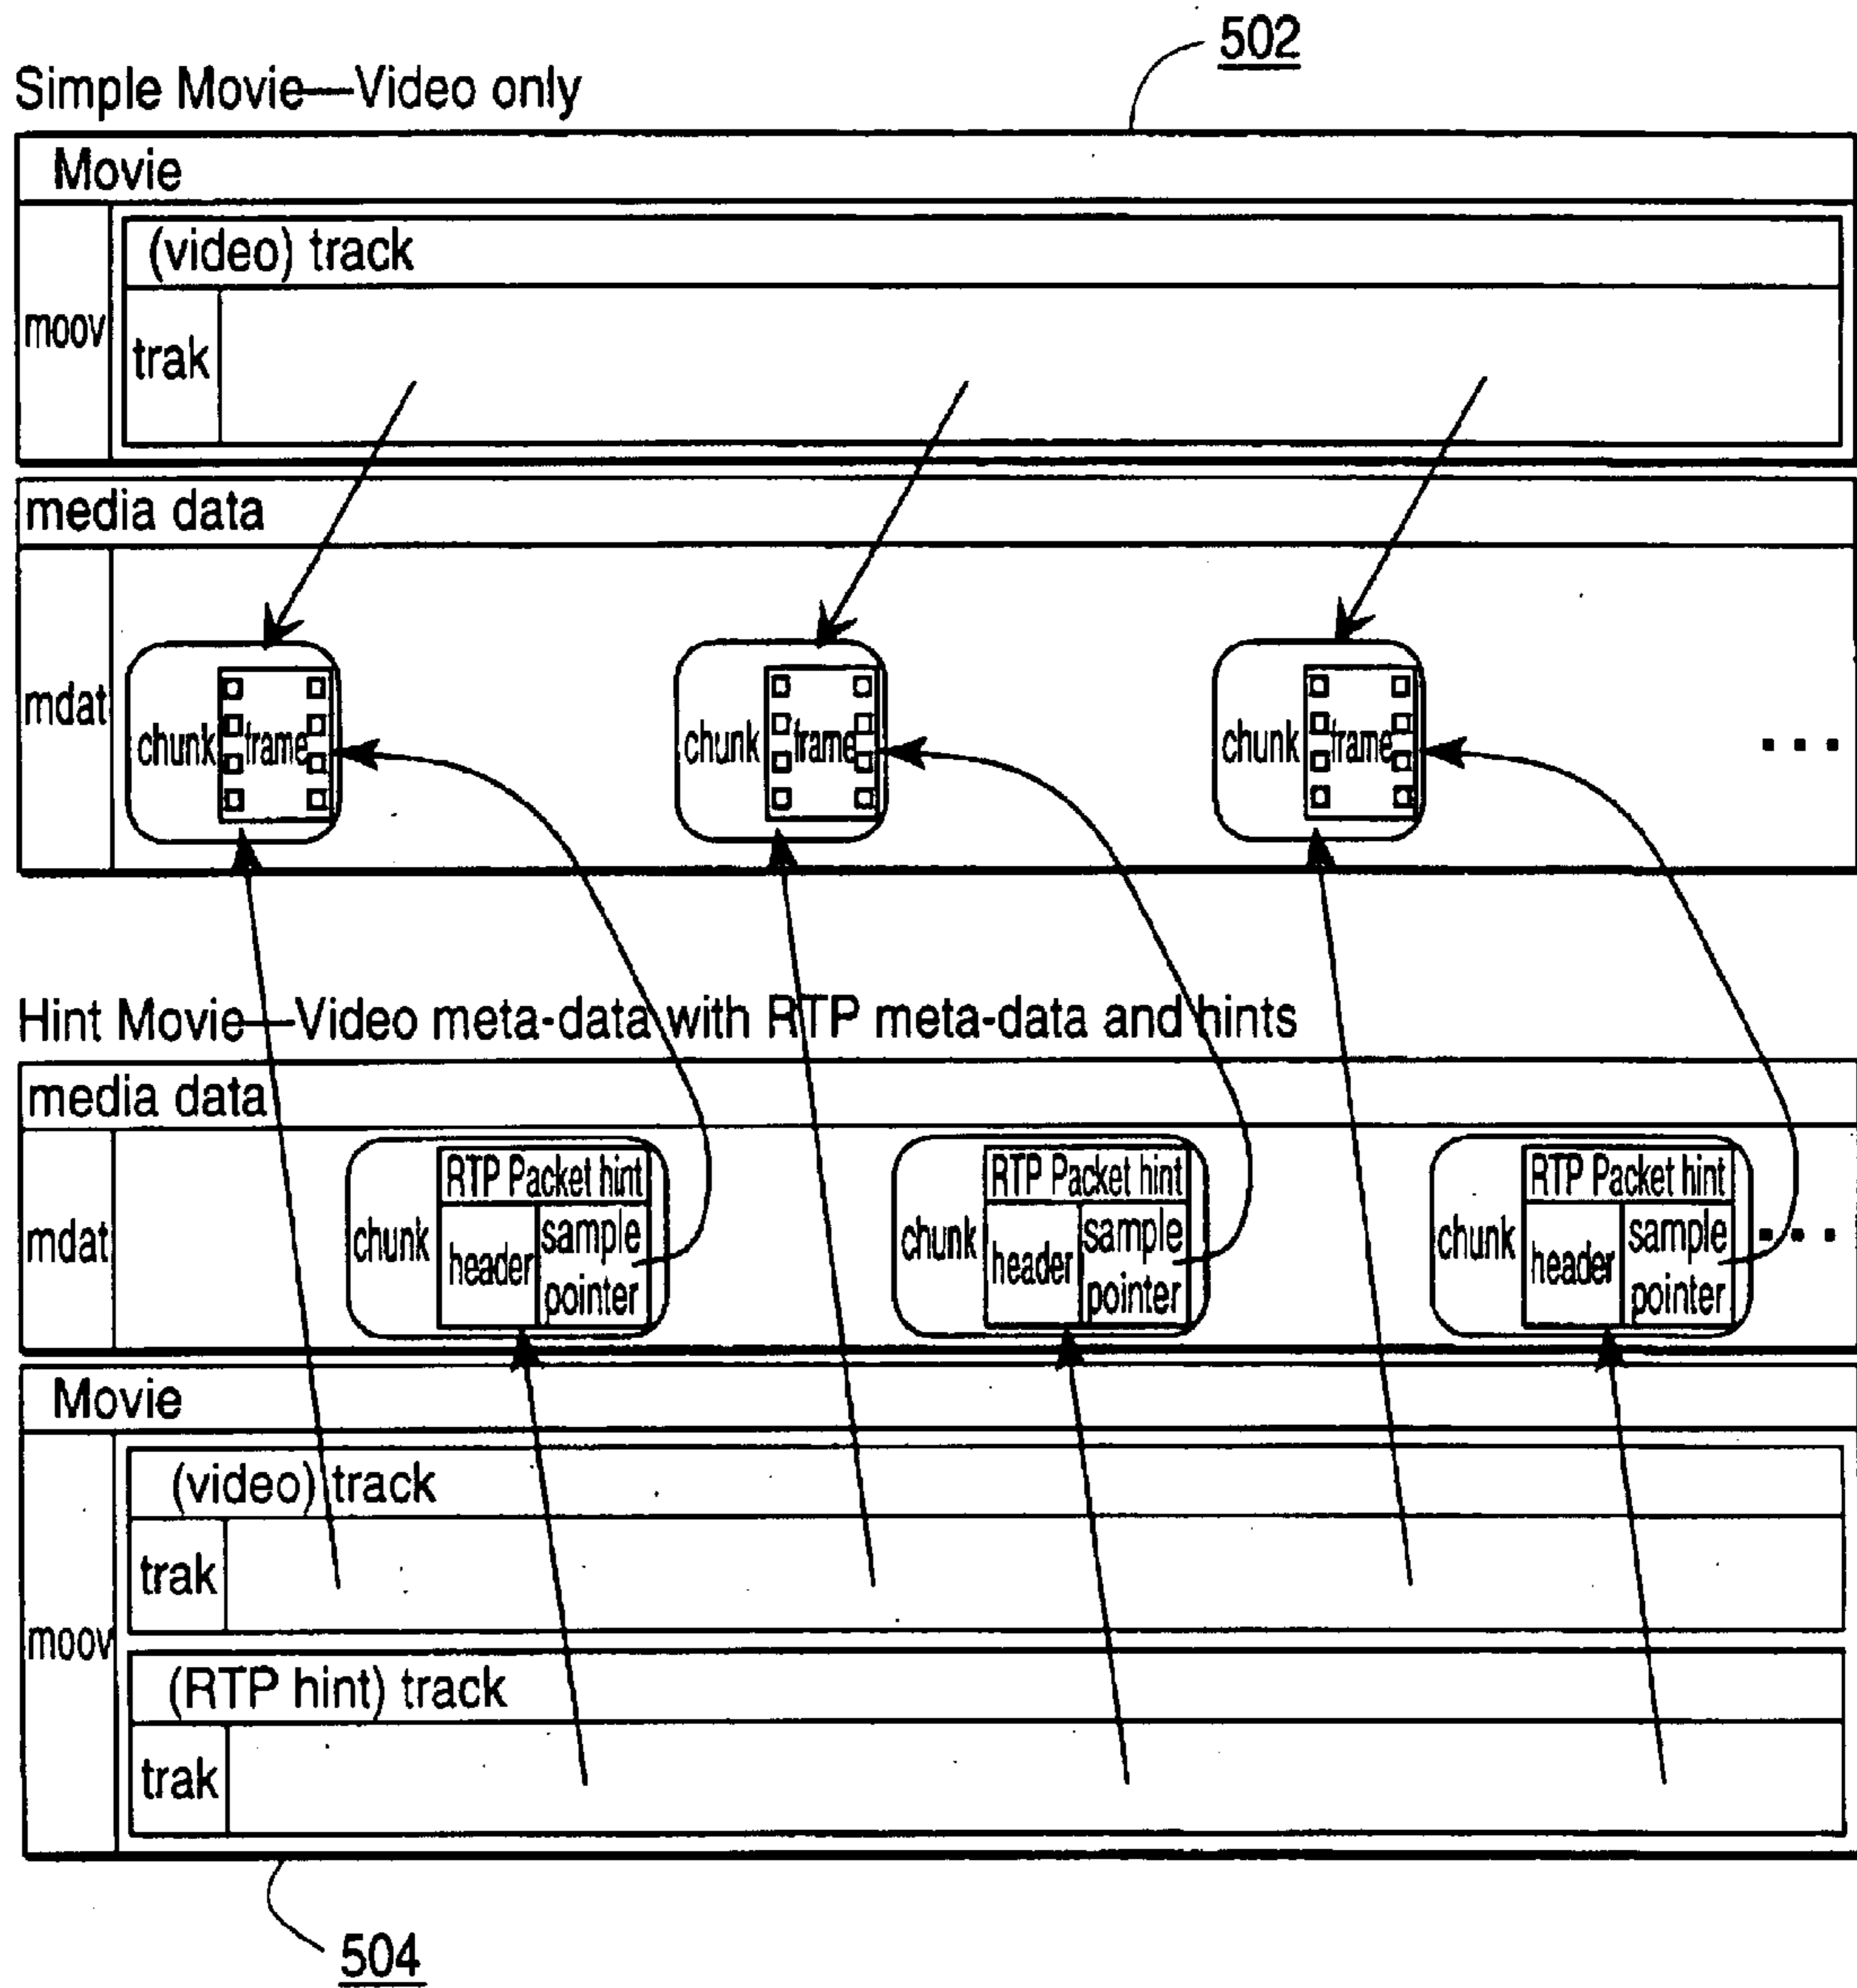 502
Simple Movie—Video only
Movie
moov
(video) track
trak
media data
mdat
chunk frame
chunk frame
chunk frame
...
Hint Movie—Video meta-data with RTP meta-data and hints
media data
mdat
chunk
RTP Packet hint
header
sample
pointer
chunk
RTP Packet hint
header
sample
pointer
chunk
RTP Packet hint
header
sample
pointer
...
Movie
moov
(video) track
trak
(RTP hint) track
trak
504